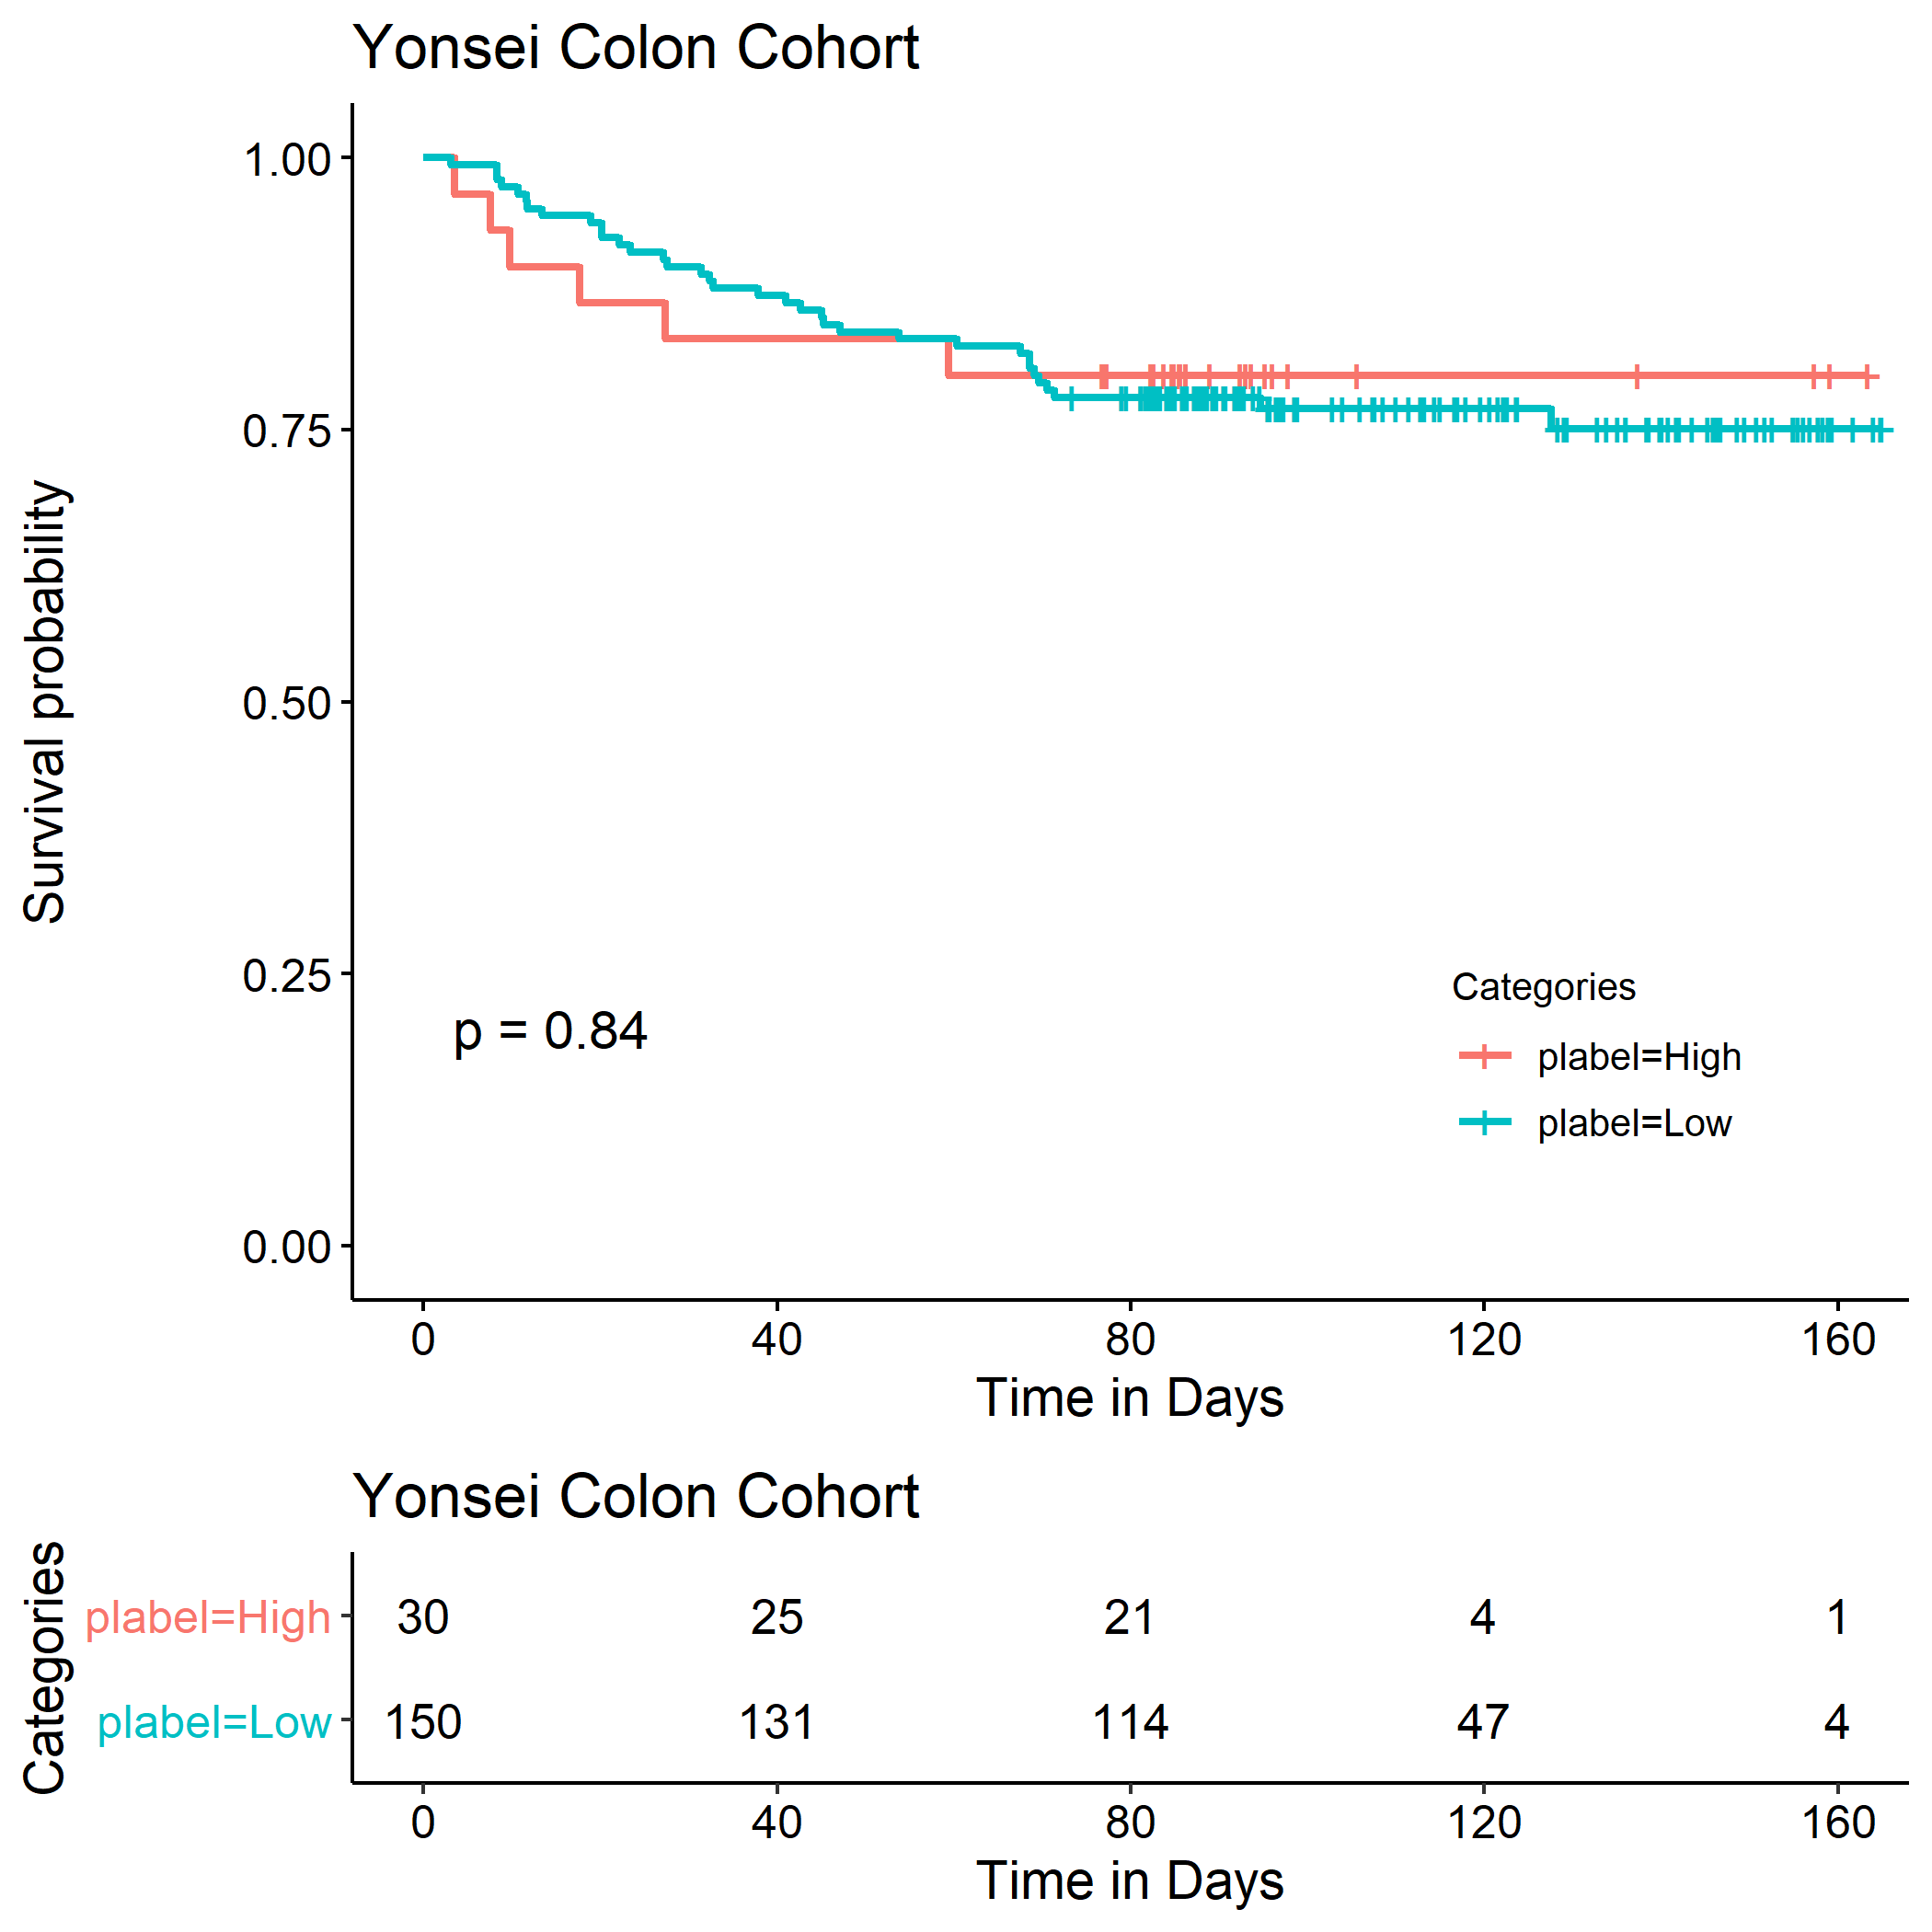 Yonsei Colon Cohort
1.00
0.75
0.50
0.25
0.00
Survival probability
p = 0.84
Categories
plabel=High
plabel=Low
0 40 80 120 160
Time in Days
Yonsei Colon Cohort
Categories
plabel=High 30 25 21 4 1
plabel=Low 150 131 114 47 4
0 40 80 120 160
Time in Days